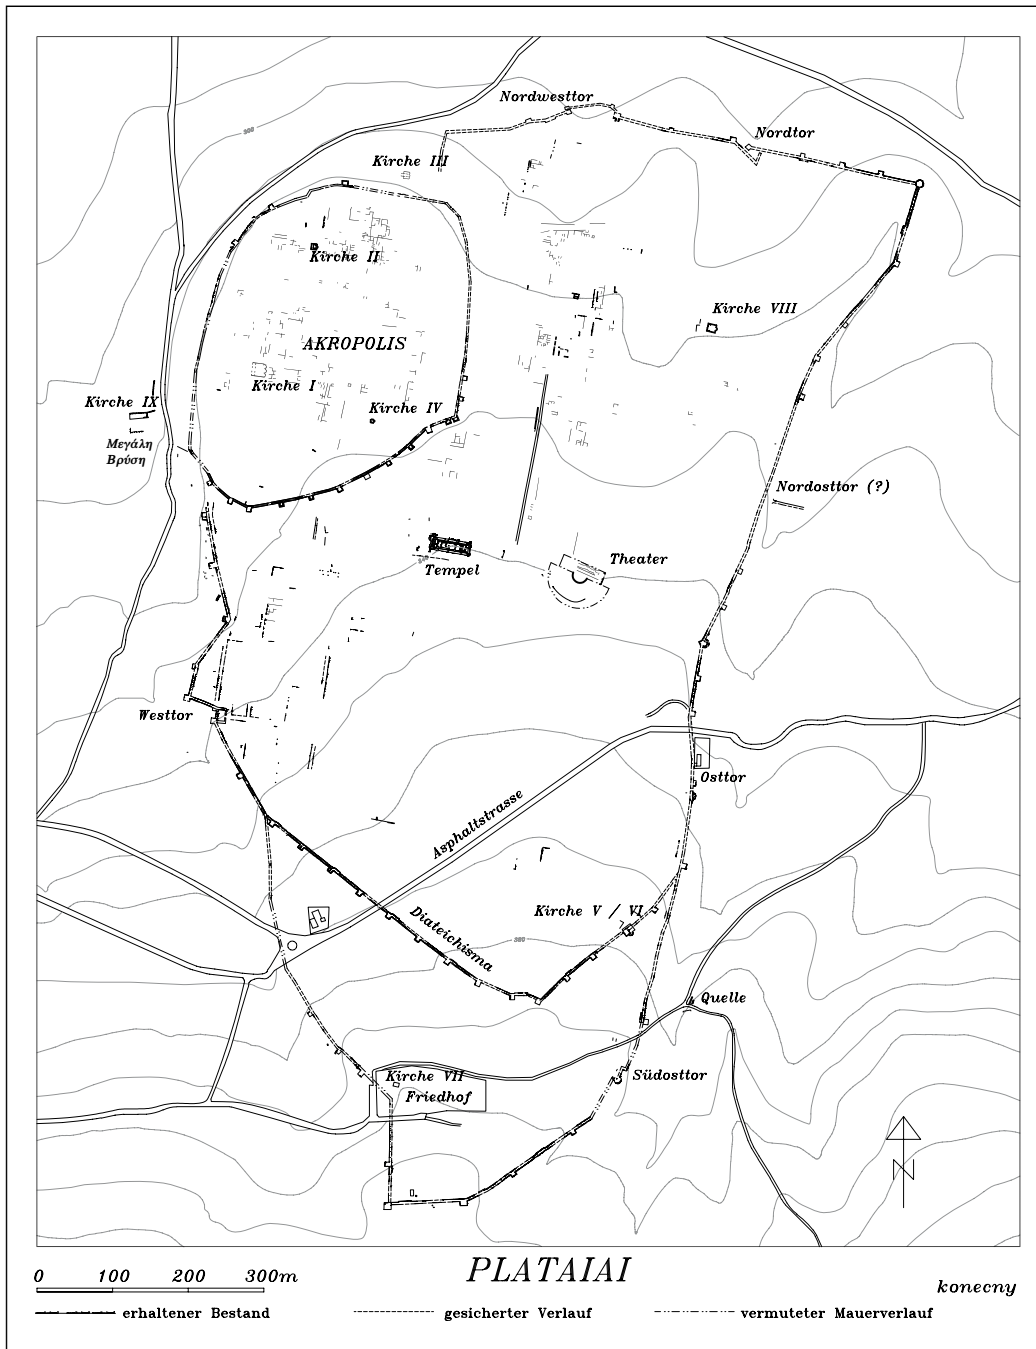 Nordwesttor
Nordtor
Kirche III
Kirche II
Kirche VIII
AKROPOLIS
Kirche I
Kirche IX
Kirche IV
Μεγάλη
Βρύση
Nordosttor (?)
Theater
Tempel
Westtor
Osttor
Asphaltstrasse
Kirche V / VI
Diateichisma
Quelle
Kirche VII
Südosttor
Friedhof
N
PLATAIAI
0 100 200 300m
konecny
erhaltener Bestand gesicherter Verlauf vermuteter Mauerverlauf